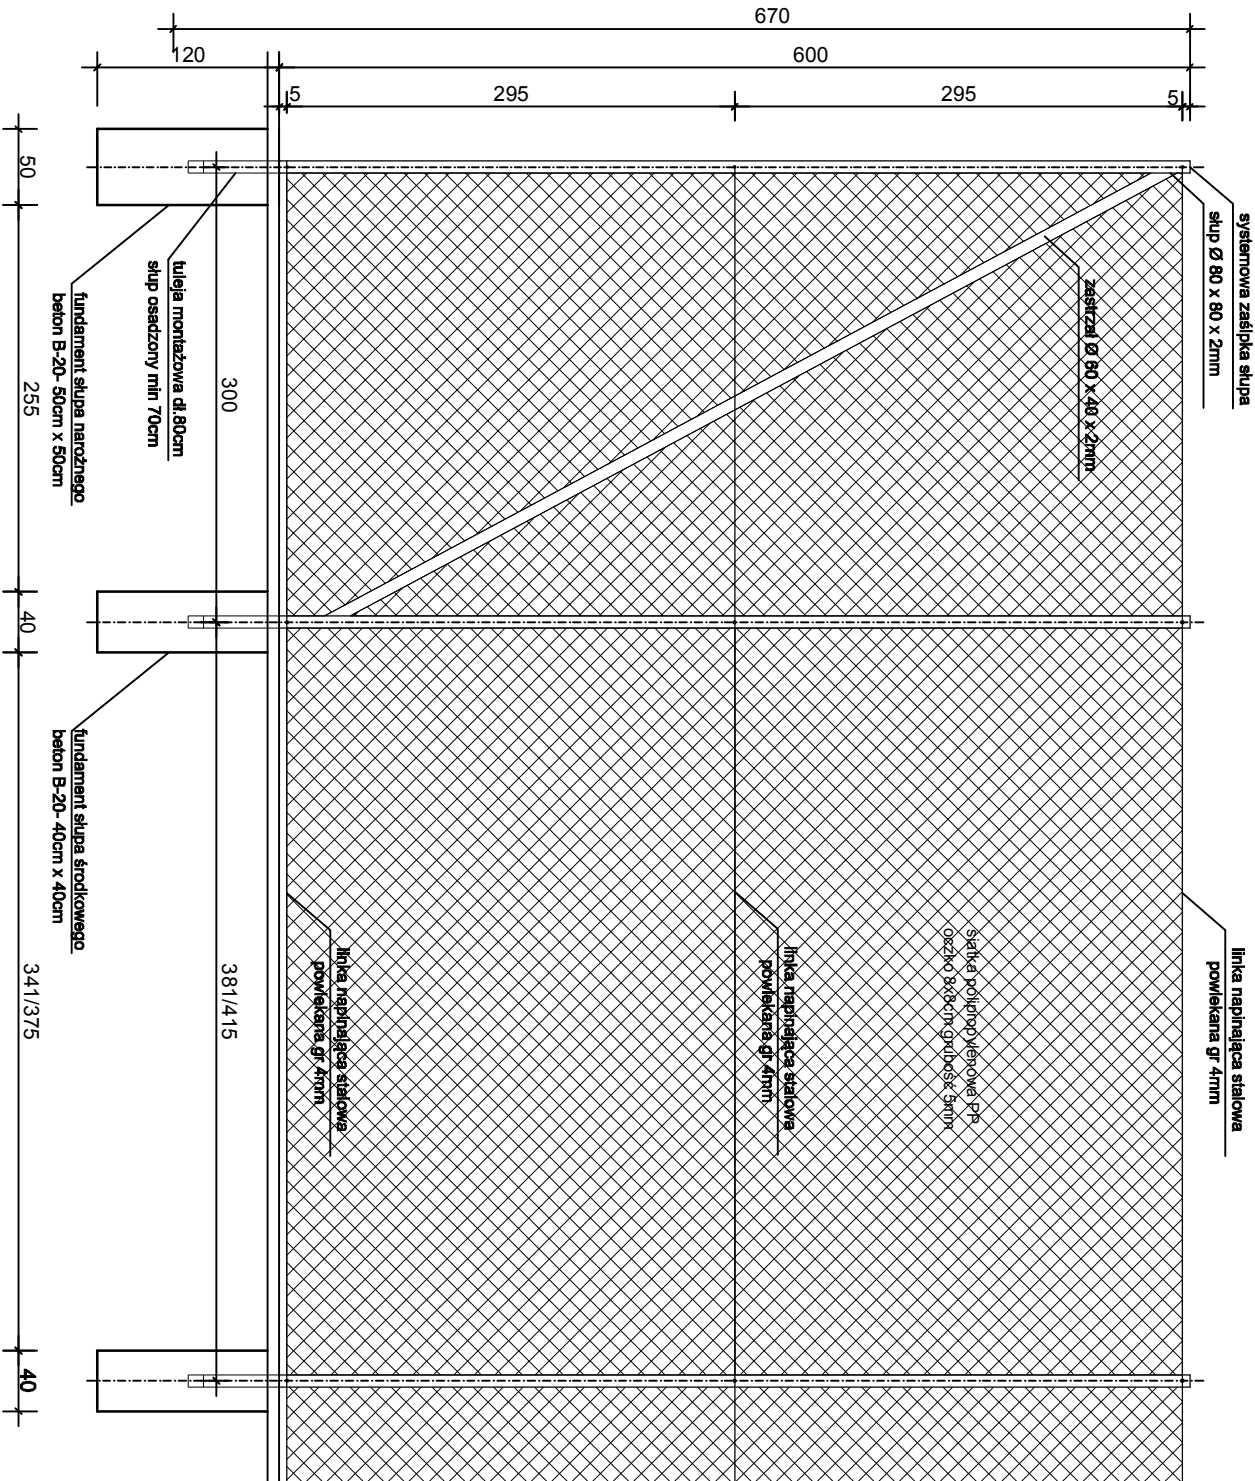 670
120
600
5
295
295
5
systemowa zaślpka słupa
słup Ø 80 x 80 x 2mm
zastrzał Ø 60 x 40 x 2mm
linka napinająca stalowa
powlekana gr 4mm
siatka polipropylenowa PP
oczko 8x8cm grubość 5mm
linka napinająca stalowa
powlekana gr 4mm
linka napinająca stalowa
powlekana gr 4mm
tuleja montażowa dł.80cm
słup osadzony min 70cm
300
381/415
fundament słupa narożnego
beton B-20- 50cm x 50cm
fundament słupa środkowego
beton B-20- 40cm x 40cm
50
255
40
341/375
40